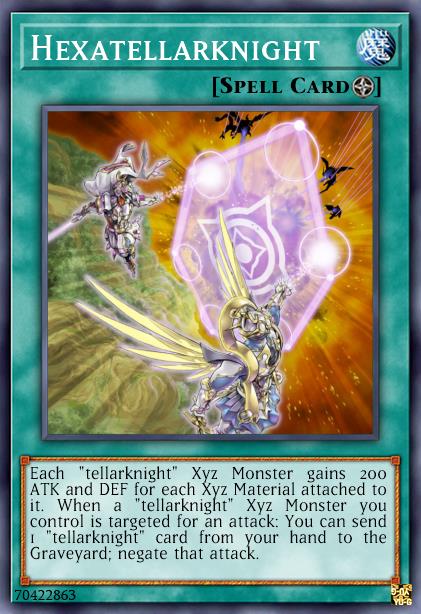 HEXATELLARKNIGHT
魔
[SPELL CARD]
Each "tellarknight" Xyz Monster gains 200
ATK and DEF for each Xyz Material attached to
it. When a "tellarknight" Xyz Monster you
control is targeted for an attack: You can send
1 "tellarknight" card from your hand to the
Graveyard; negate that attack.
70422863